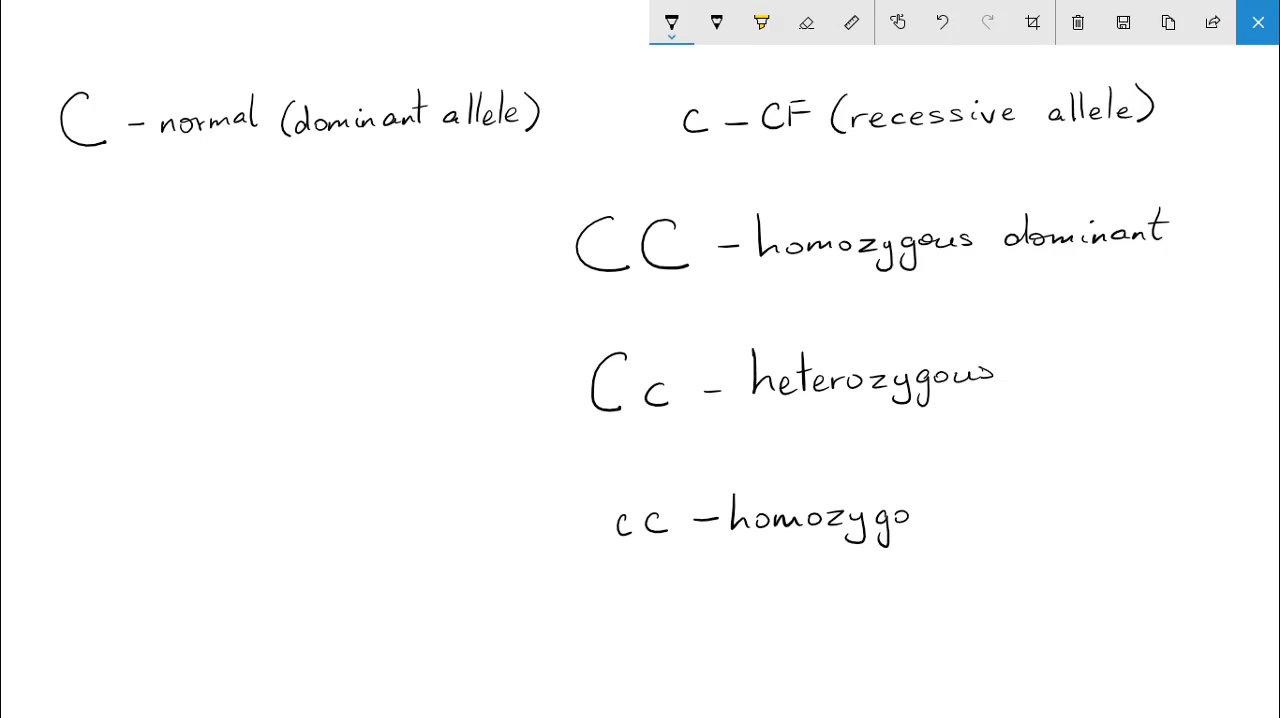 C - normal (dominant allele)
c - CF (recessive allele)
CC - homozygous dominant
Cc - heterozygous
cc - homozygo